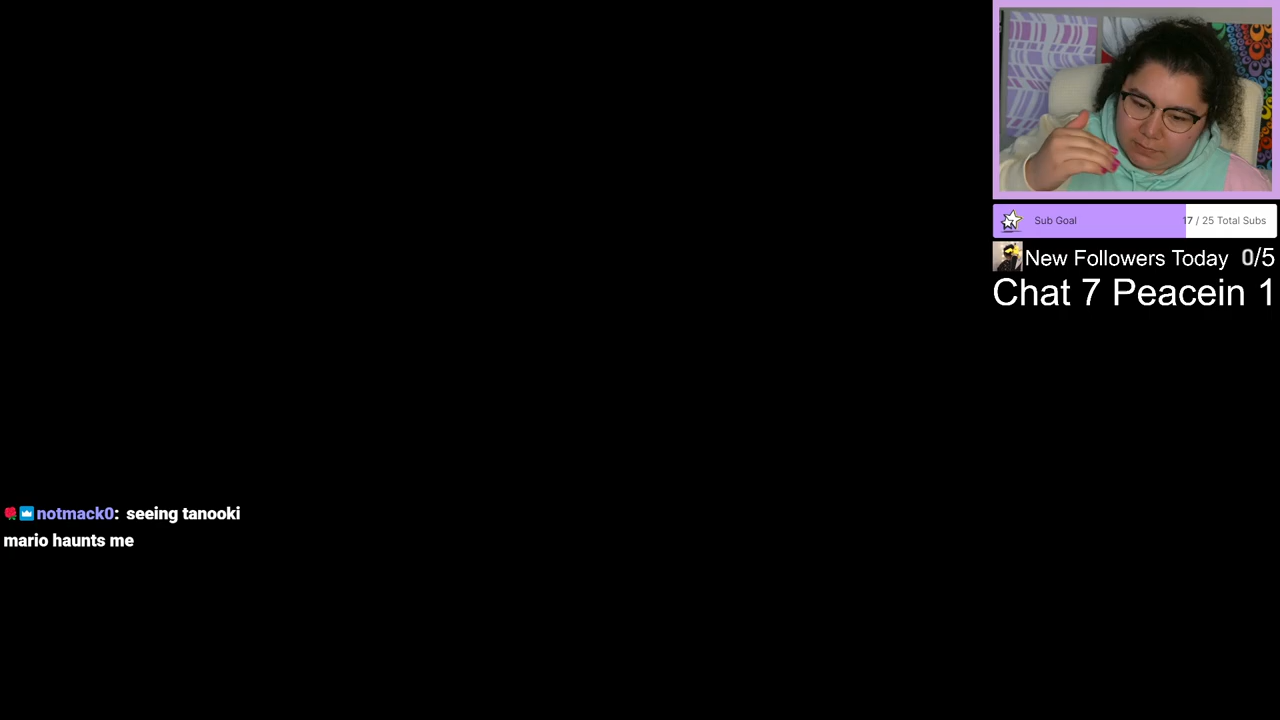 Sub Goal 17 / 25 Total Subs
New Followers Today 0/5
Chat 7 Peacein 1
notmack0: seeing tanooki
mario haunts me